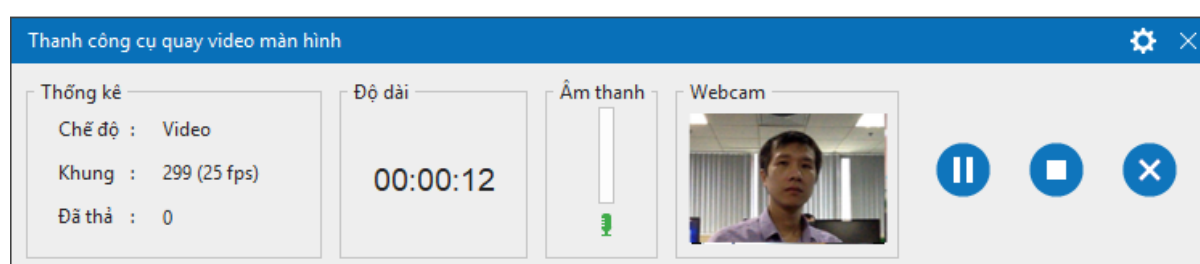 Thanh công cụ quay video màn hình
Thống kê
Chế độ : Video
Khung : 299 (25 fps)
Đã thả : 0
Độ dài
00:00:12
Âm thanh
Webcam